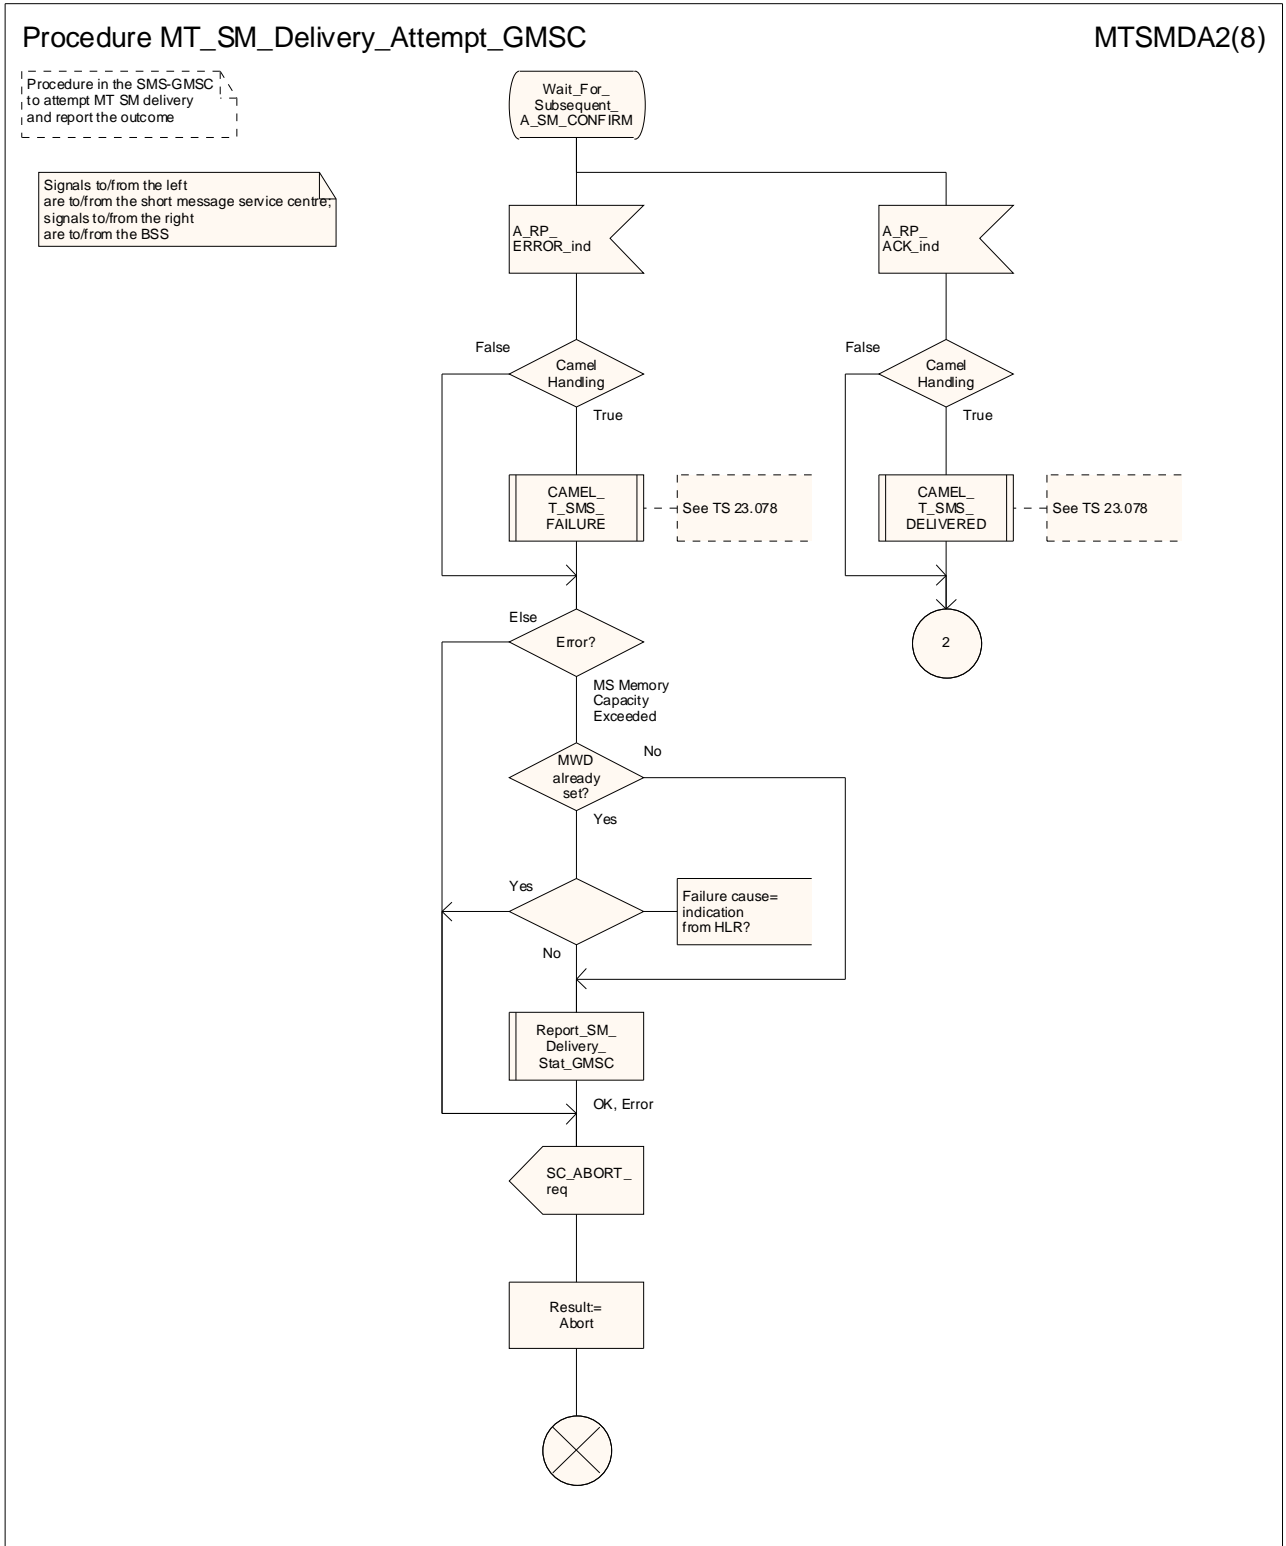 Procedure MT_SM_Delivery_Attempt_GMSC
MTSMDA2(8)
Procedure in the SMS-GMSC
to attempt MT SM delivery
and report the outcome
Signals to/from the left
are to/from the short message service centre;
signals to/from the right
are to/from the BSS
Wait_For_
Subsequent_
A_SM_CONFIRM
A_RP_
ERROR_ind
A_RP_
ACK_ind
False
Camel
Handling
True
False
Camel
Handling
True
CAMEL_
T_SMS_
FAILURE
See TS 23.078
CAMEL_
T_SMS_
DELIVERED
See TS 23.078
Else
Error?
2
MS Memory
Capacity
Exceeded
MWD
already
set?
No
Yes
Yes
Failure cause=
indication
from HLR?
No
Report_SM_
Delivery_
Stat_GMSC
OK, Error
SC_ABORT_
req
Result:=
Abort